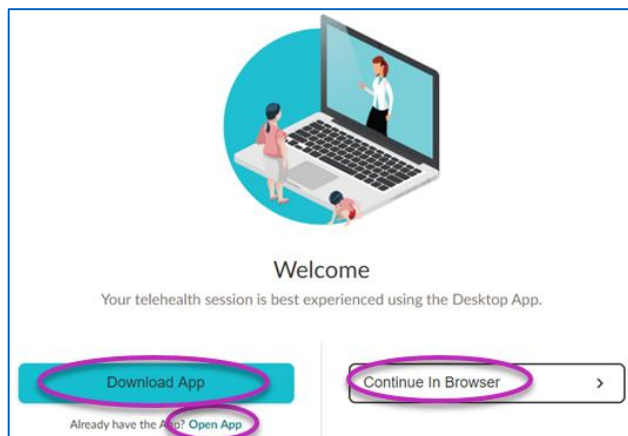 Welcome
Your telehealth session is best experienced using the Desktop App.
Download App
Already have the App? Open App
Continue In Browser >